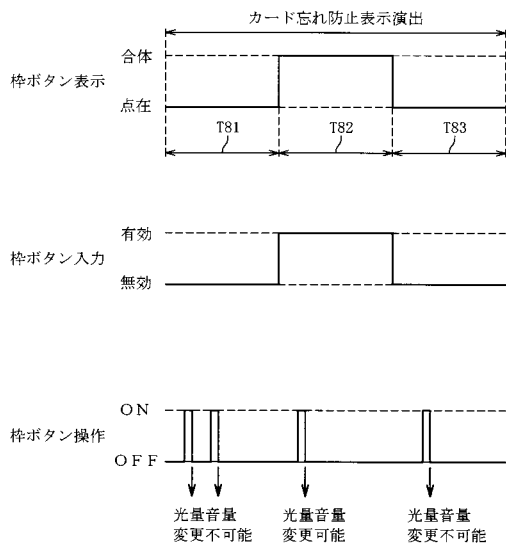 カード忘れ防止表示演出
合体
枠ボタン表示
点在
T81 T82 T83
有効
枠ボタン入力
無効
ON
枠ボタン操作
OFF
光量音量 光量音量 光量音量
変更不可能 変更可能 変更不可能